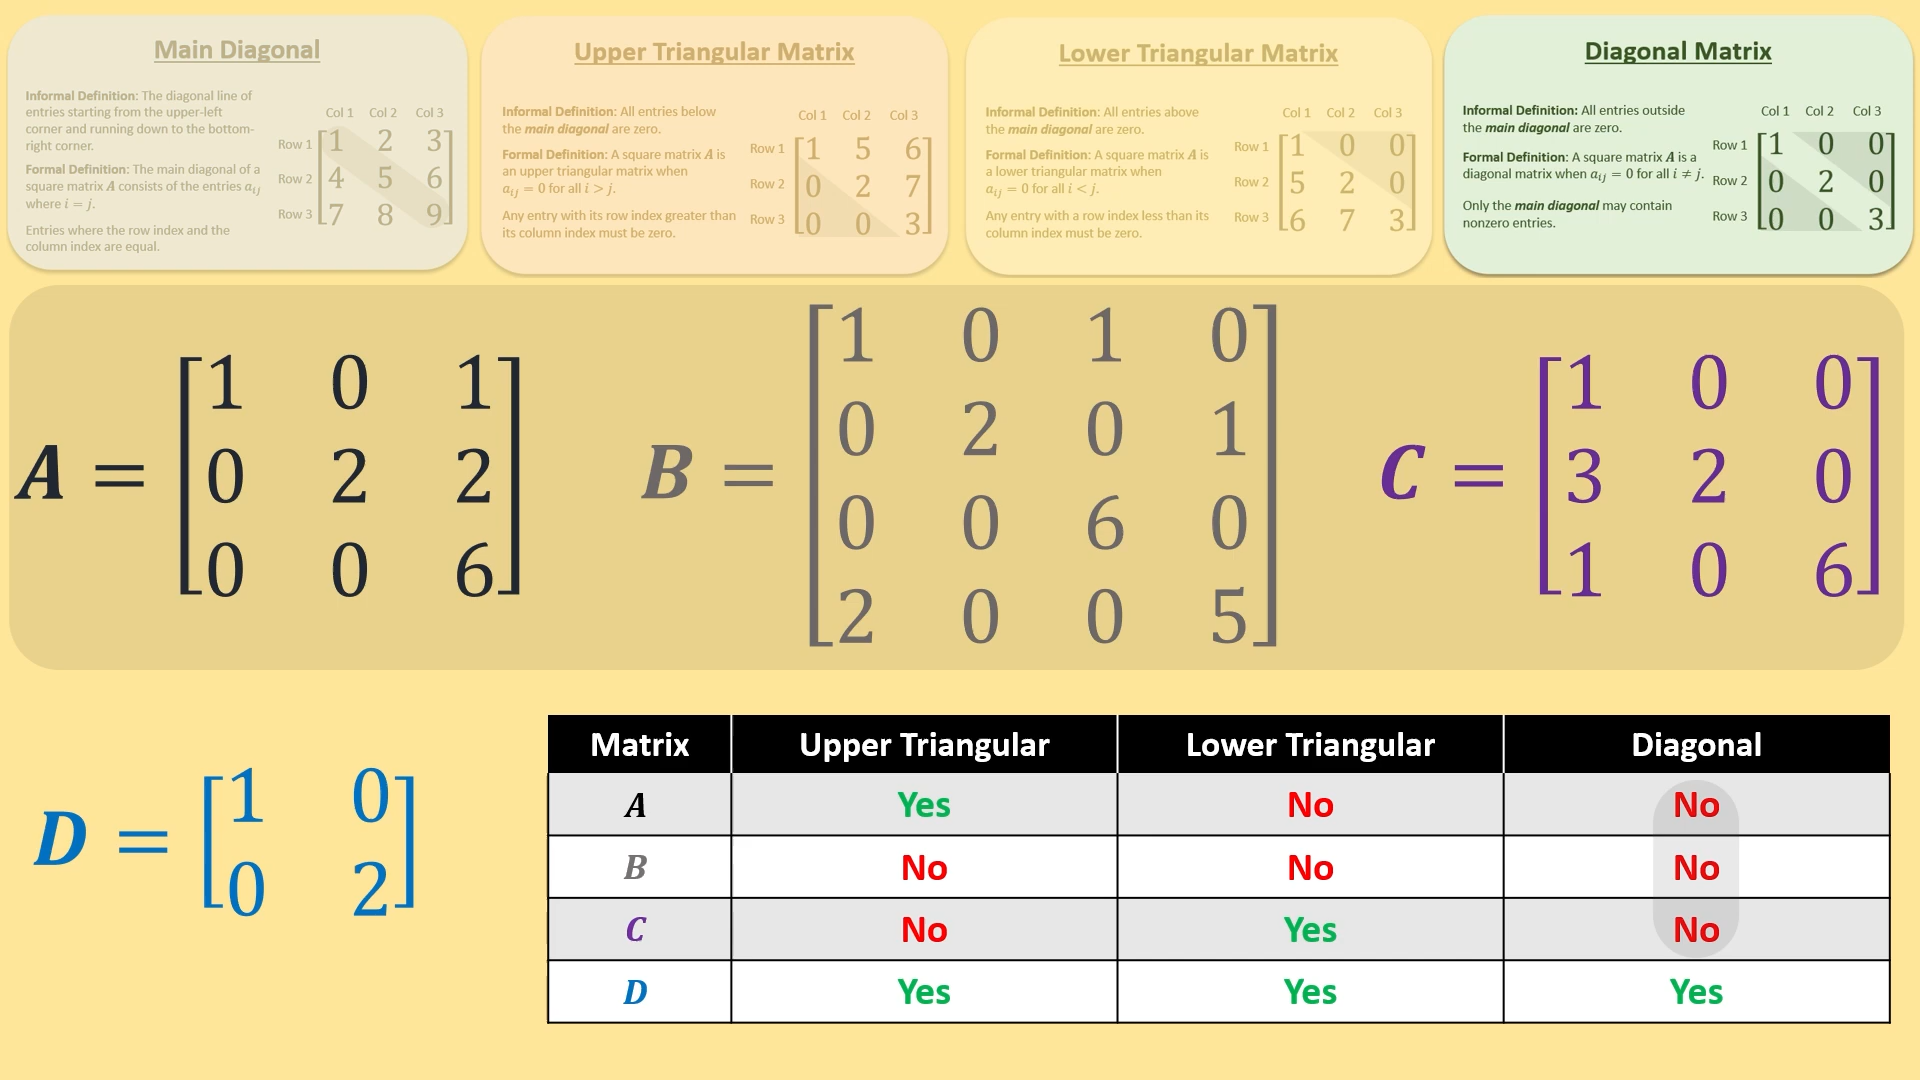 Main Diagonal
Informal Definition: The diagonal line of
entries starting from the upper-left
corner and running down to the bottom-
right corner.
Formal Definition: The main diagonal of a
square matrix A consists of the entries aᵢⱼ
where i = j.
Entries where the row index and the
column index are equal.
Col 1 Col 2 Col 3
Row 1 [1 2 3]
Row 2 [4 5 6]
Row 3 [7 8 9]
Upper Triangular Matrix
Informal Definition: All entries below
the main diagonal are zero.
Formal Definition: A square matrix A is
an upper triangular matrix when
aᵢⱼ = 0 for all i > j.
Any entry with its row index greater than
its column index must be zero.
Col 1 Col 2 Col 3
Row 1 [1 5 6]
Row 2 [0 2 7]
Row 3 [0 0 3]
Lower Triangular Matrix
Informal Definition: All entries above
the main diagonal are zero.
Formal Definition: A square matrix A is
a lower triangular matrix when
aᵢⱼ = 0 for all i < j.
Any entry with a row index less than its
column index must be zero.
Col 1 Col 2 Col 3
Row 1 [1 0 0]
Row 2 [5 2 0]
Row 3 [6 7 3]
Diagonal Matrix
Informal Definition: All entries outside
the main diagonal are zero.
Formal Definition: A square matrix A is a
diagonal matrix when aᵢⱼ = 0 for all i ≠ j.
Only the main diagonal may contain
nonzero entries.
Col 1 Col 2 Col 3
Row 1 [1 0 0]
Row 2 [0 2 0]
Row 3 [0 0 3]
A =
[1 0 1]
[0 2 2]
[0 0 6]
B =
[1 0 1 0]
[0 2 0 1]
[0 0 6 0]
[2 0 0 5]
C =
[1 0 0]
[3 2 0]
[1 0 6]
D =
[1 0]
[0 2]
Matrix Upper Triangular Lower Triangular Diagonal
A Yes No No
B No No No
C No Yes No
D Yes Yes Yes